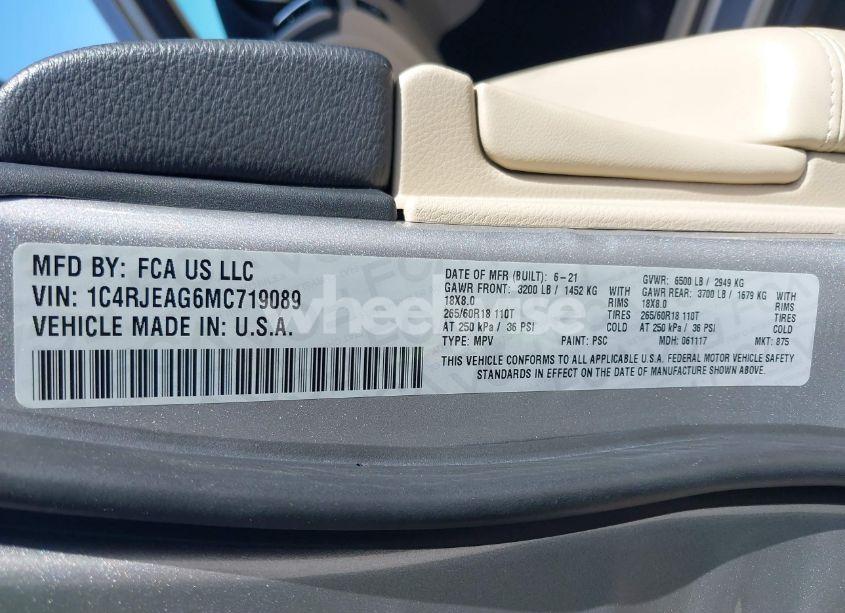 MFD BY: FCA US LLC
VIN: 1C4RJEAG6MC719089
VEHICLE MADE IN: U.S.A.
DATE OF MFR (BUILT): 6-21 GVWR: 6500 LB / 2949 KG
GAWR FRONT: 3200 LB / 1452 KG WITH GAWR REAR: 3700 LB / 1679 KG WITH
18X8.0 RIMS 18X8.0 RIMS
265/60R18 110T TIRES 265/60R18 110T TIRES
AT 250 kPa / 36 PSI COLD AT 250 kPa / 36 PSI COLD
TYPE: MPV PAINT: PSC MDH: 061117 MKT: 875
THIS VEHICLE CONFORMS TO ALL APPLICABLE U.S.A. FEDERAL MOTOR VEHICLE SAFETY
STANDARDS IN EFFECT ON THE DATE OF MANUFACTURE SHOWN ABOVE.